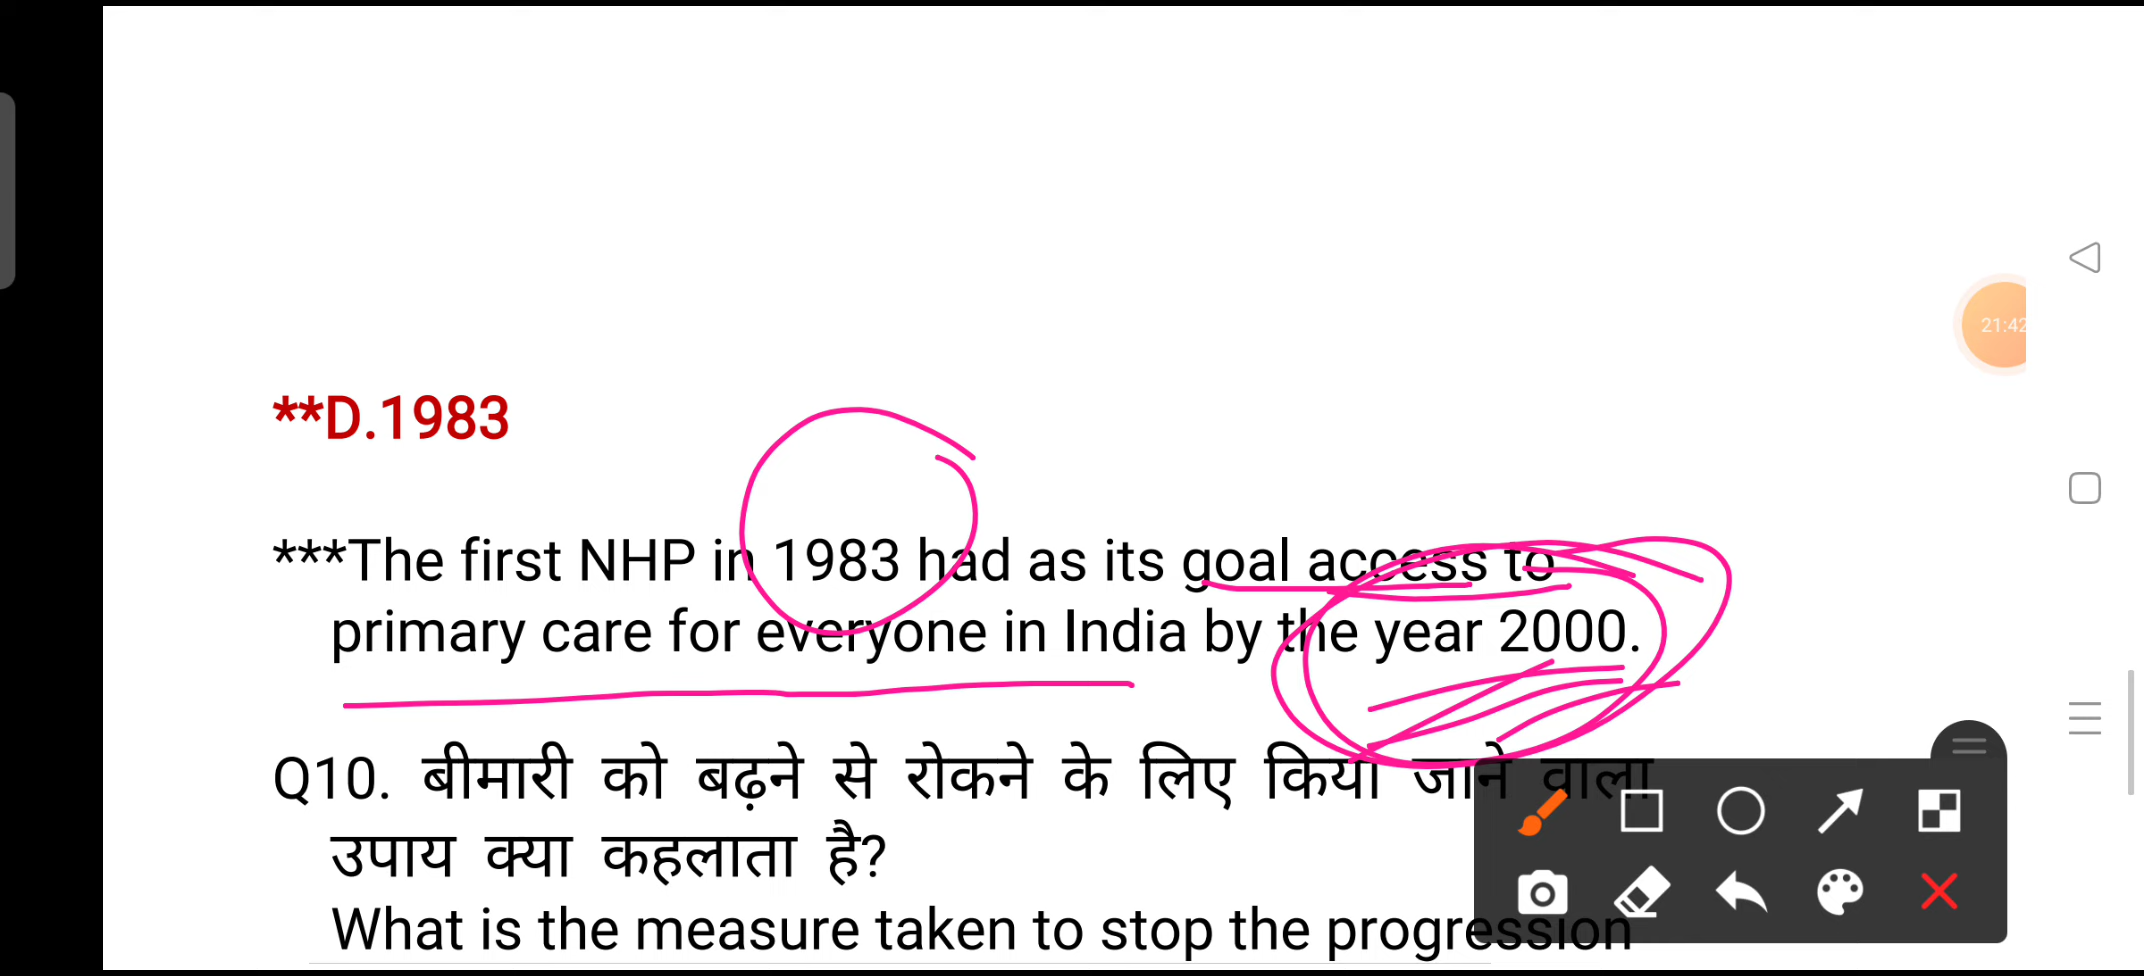 21:42
**D.1983
***The first NHP in 1983 had as its goal access to
primary care for everyone in India by the year 2000.
Q10. बीमारी को बढ़ने से रोकने के लिए किया जाने वाला
उपाय क्या कहलाता है?
What is the measure taken to stop the progression